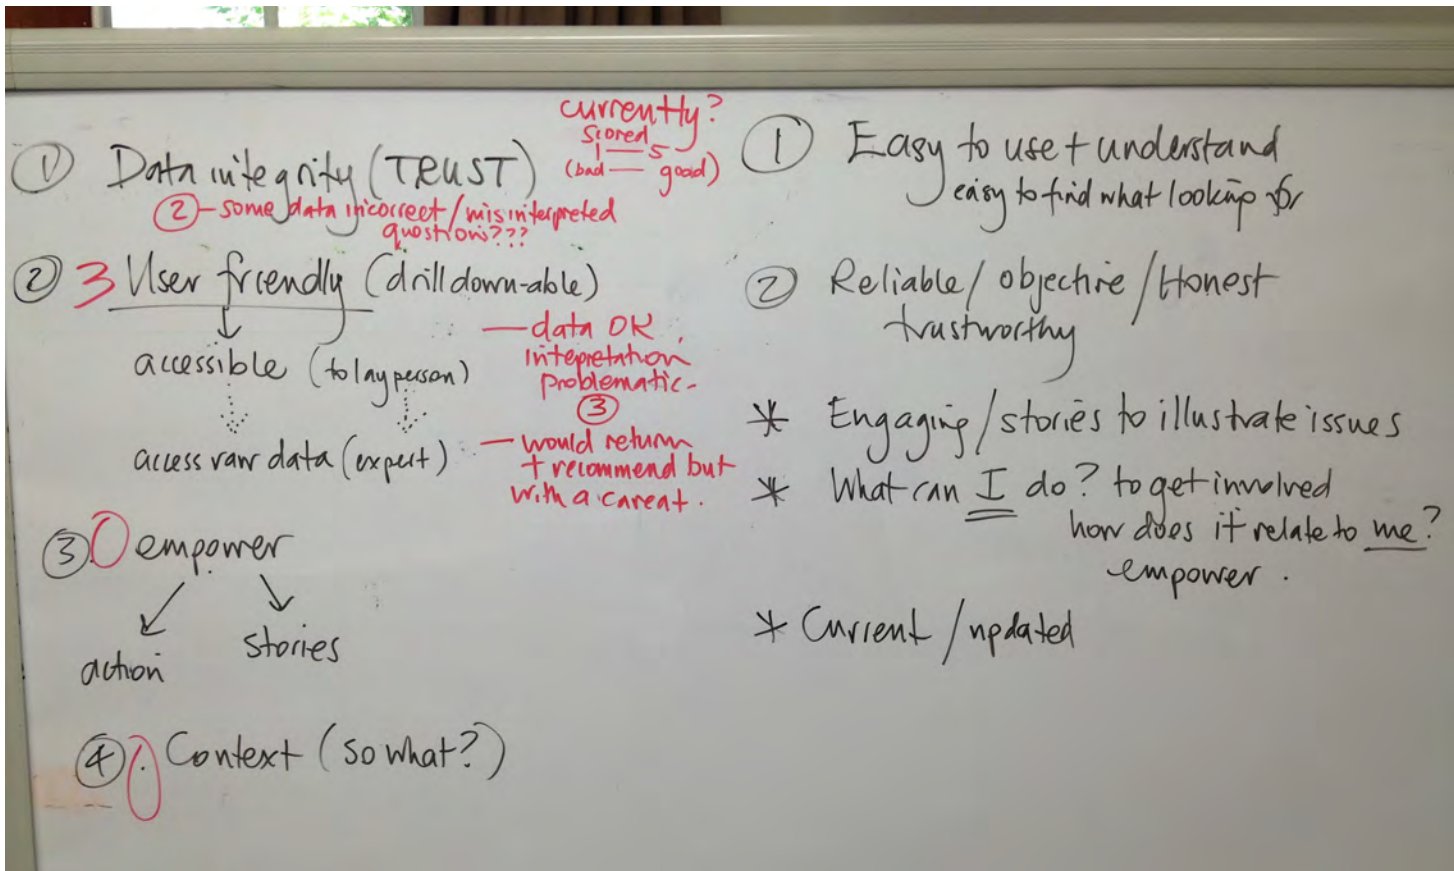 ① Data integrity (TRUST)
currently?
scored
1 — 5
(bad — good)
② - some data incorrect / misinterpreted
questions???
② 3 User friendly (drill down-able)
accessible (to lay person)
access raw data (expert)
— data OK,
intepretation
problematic.
③
— would return
+ recommend but
with a caveat.
③ empower
action
stories
④. Context (so what?)
① Easy to use + understand
easy to find what looking for
② Reliable / objective / Honest
trustworthy
* Engaging / stories to illustrate issues
* What can I do? to get involved
how does it relate to me?
empower.
* Current / updated